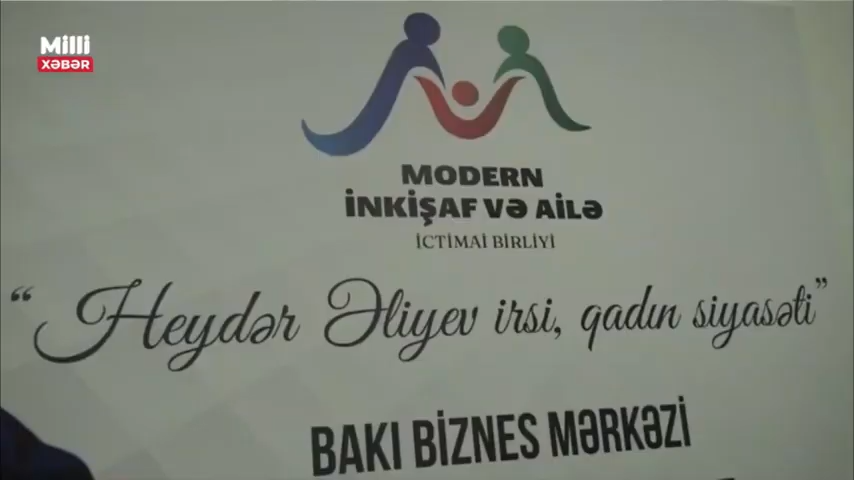 Milli
XƏBƏR
MODERN
İNKİŞAF VƏ AİLƏ
İCTİMAİ BİRLİYİ
“Heydər Əliyev irsi, qadın siyasəti”
BAKI BİZNES MƏRKƏZİ